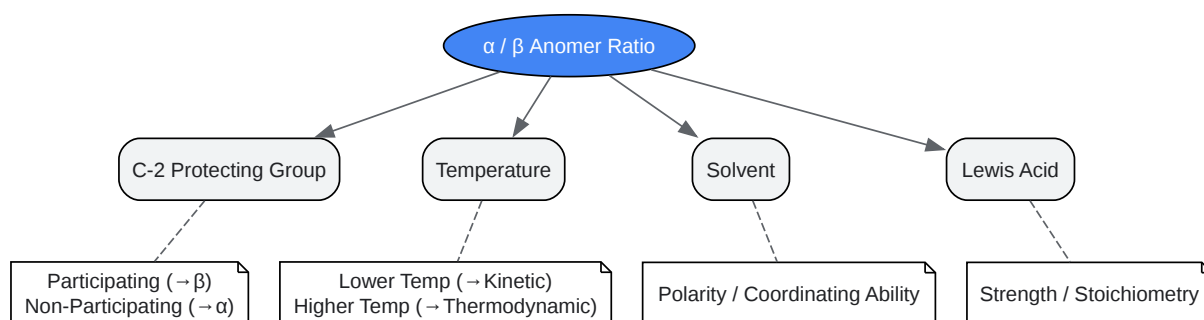 α / β Anomer Ratio
C-2 Protecting Group
Temperature
Solvent
Lewis Acid
Participating (→β)
Non-Participating (→α)
Lower Temp (→Kinetic)
Higher Temp (→Thermodynamic)
Polarity / Coordinating Ability
Strength / Stoichiometry